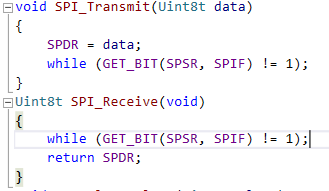 void SPI_Transmit(Uint8t data)
{
SPDR = data;
while (GET_BIT(SPSR, SPIF) != 1);
}
Uint8t SPI_Receive(void)
{
while (GET_BIT(SPSR, SPIF) != 1);
return SPDR;
}